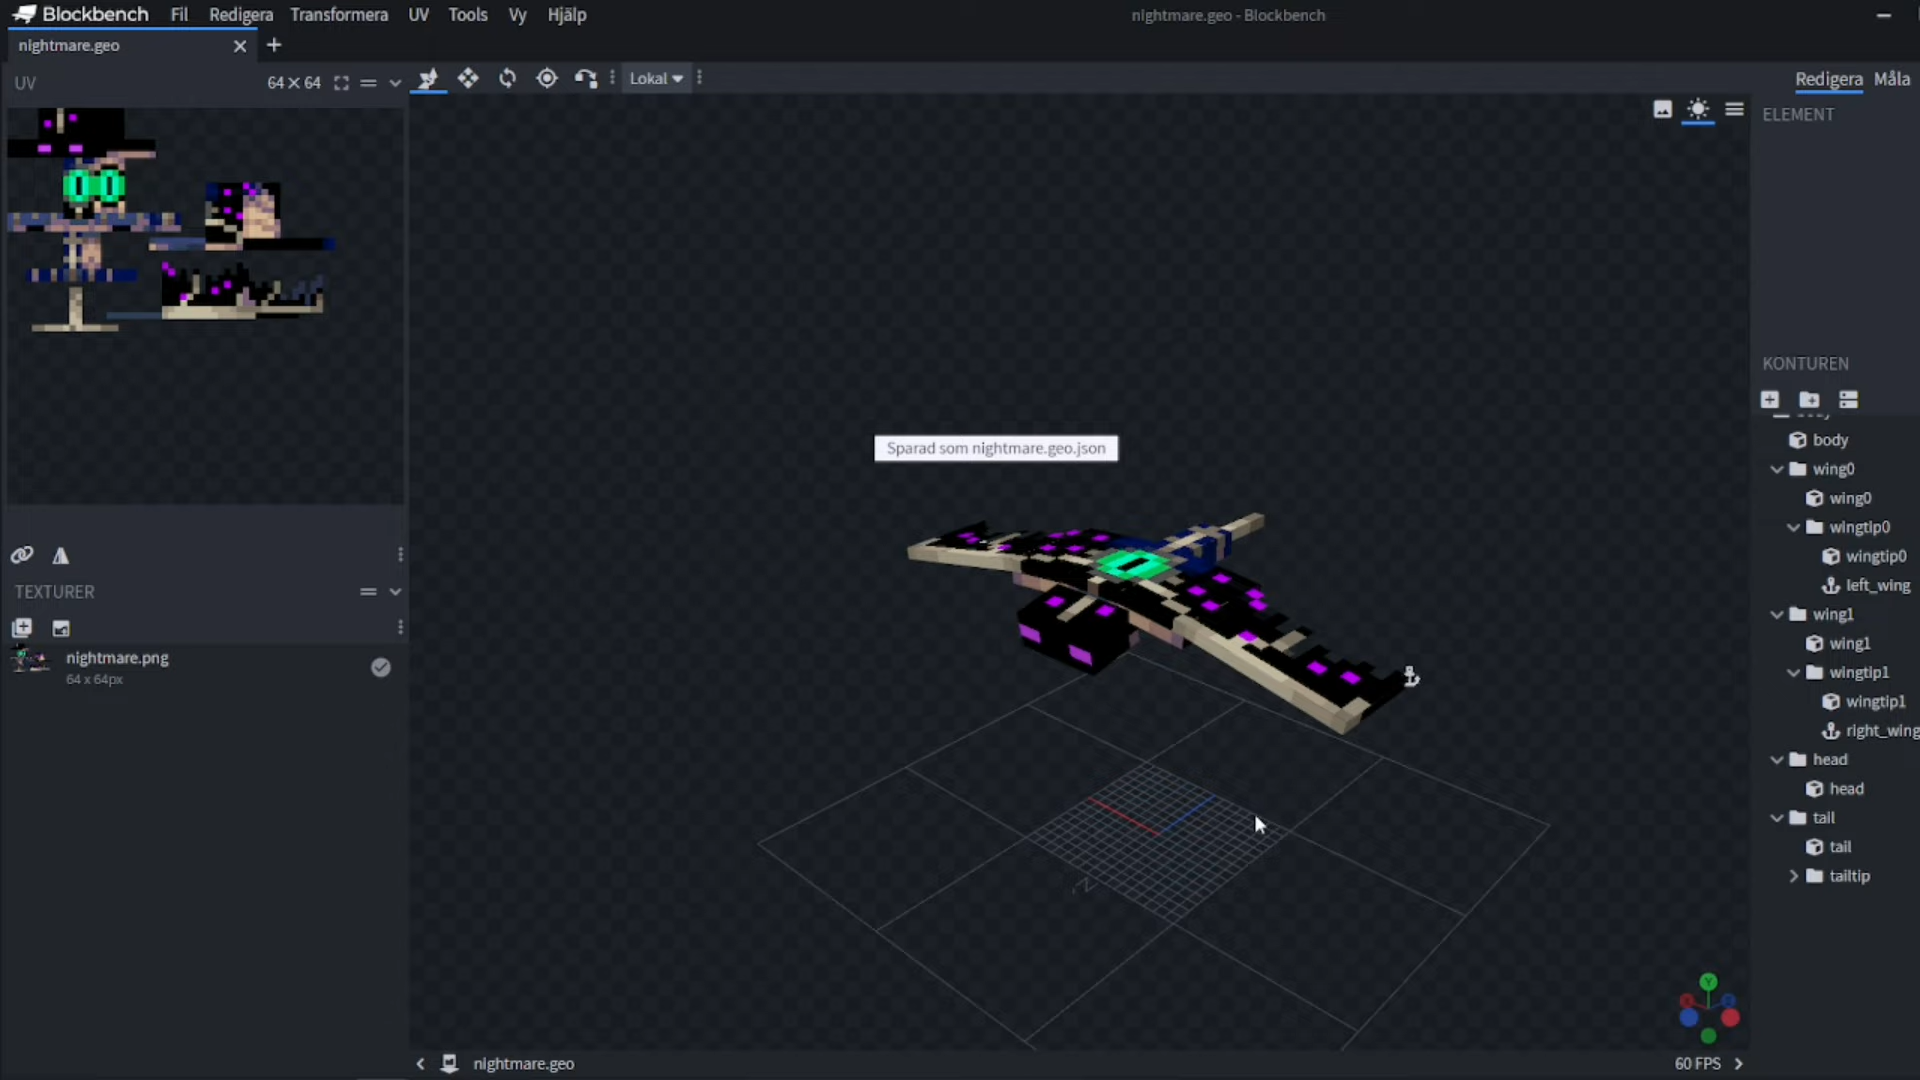 Blockbench Fil Redigera Transformera UV Tools Vy Hjälp
nightmare.geo - Blockbench
nightmare.geo
UV 64×64
Lokal
Redigera Måla
ELEMENT
KONTUREN
body
wing0
wing0
wingtip0
wingtip0
left_wing
wing1
wing1
wingtip1
wingtip1
right_wing
head
head
tail
tail
tailtip
Sparad som nightmare.geo.json
TEXTURER
nightmare.png
64 x 64px
Y
nightmare.geo
60 FPS